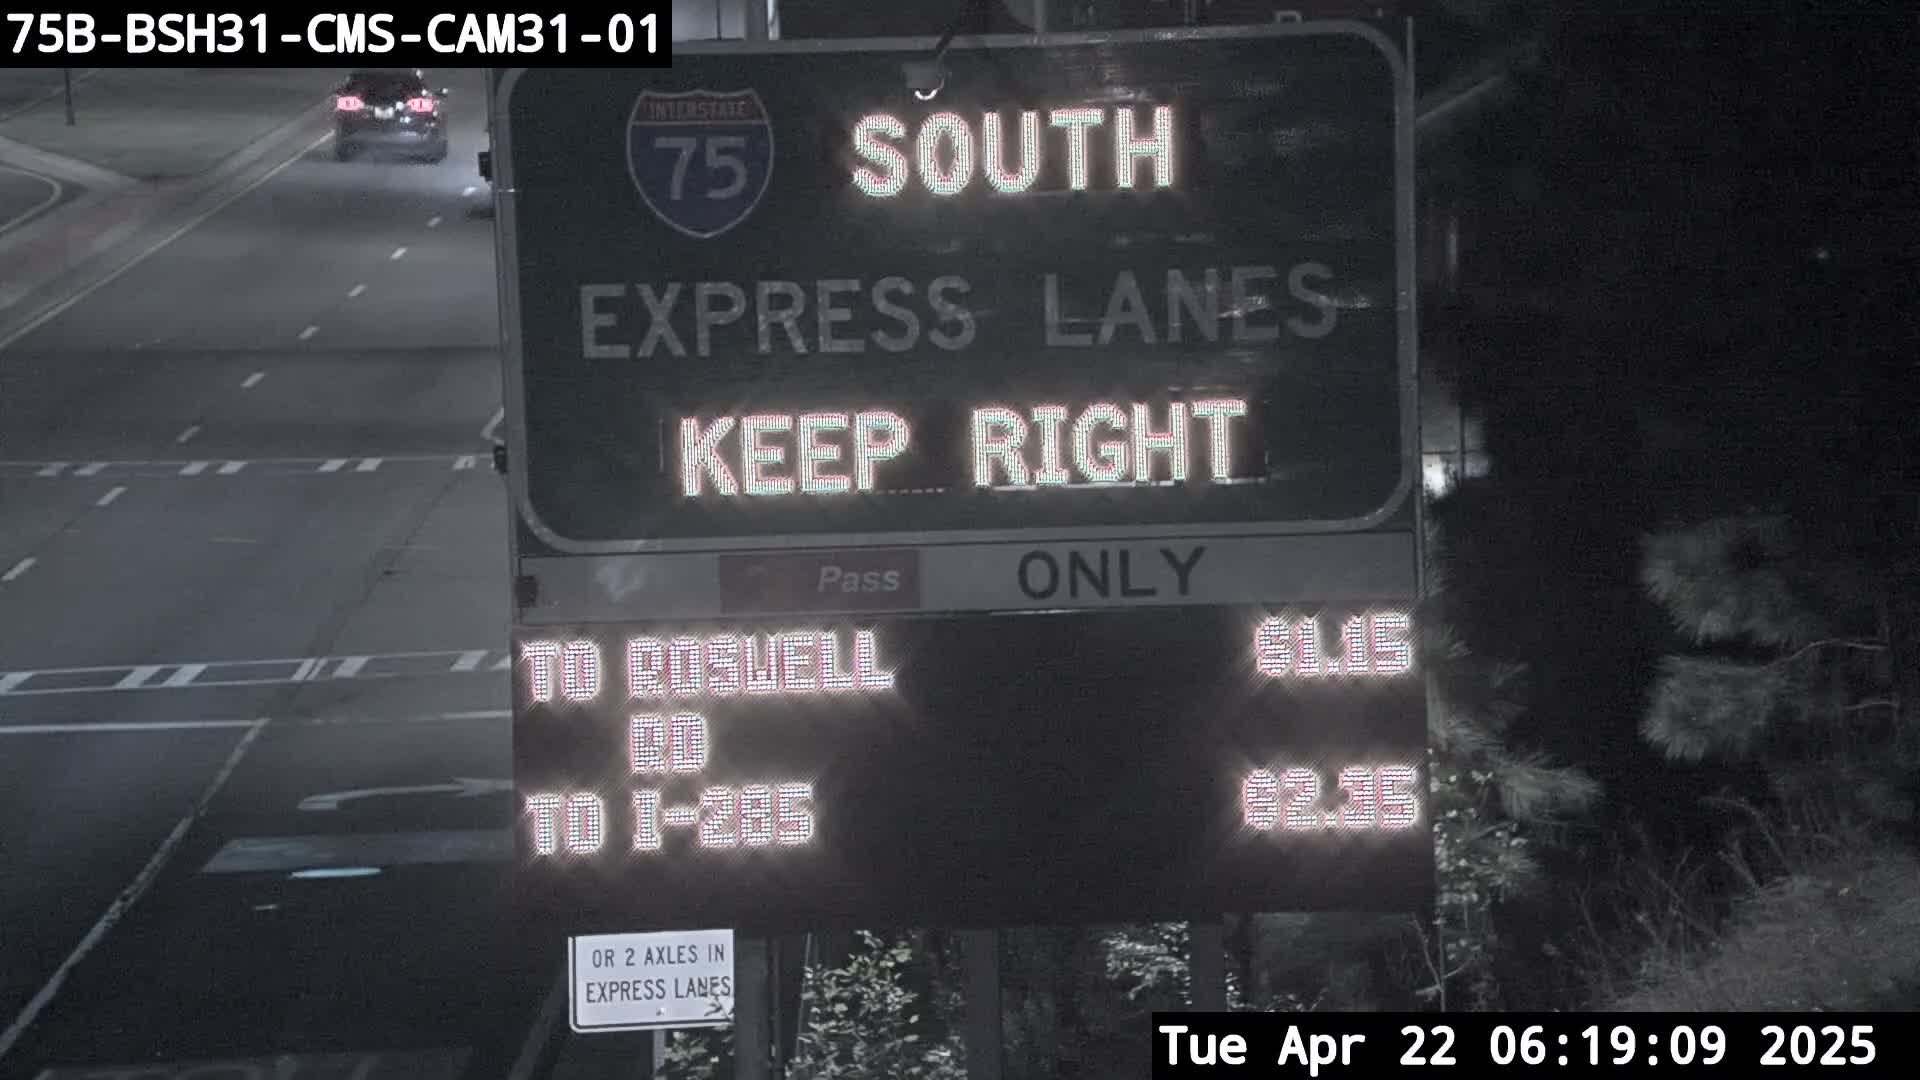 75B-BSH31-CMS-CAM31-01
INTERSTATE
75
SOUTH
EXPRESS LANES
KEEP RIGHT
Pass ONLY
TO ROSWELL $1.15
RD
TO I-285 $2.35
OR 2 AXLES IN
EXPRESS LANES
Tue Apr 22 06:19:09 2025